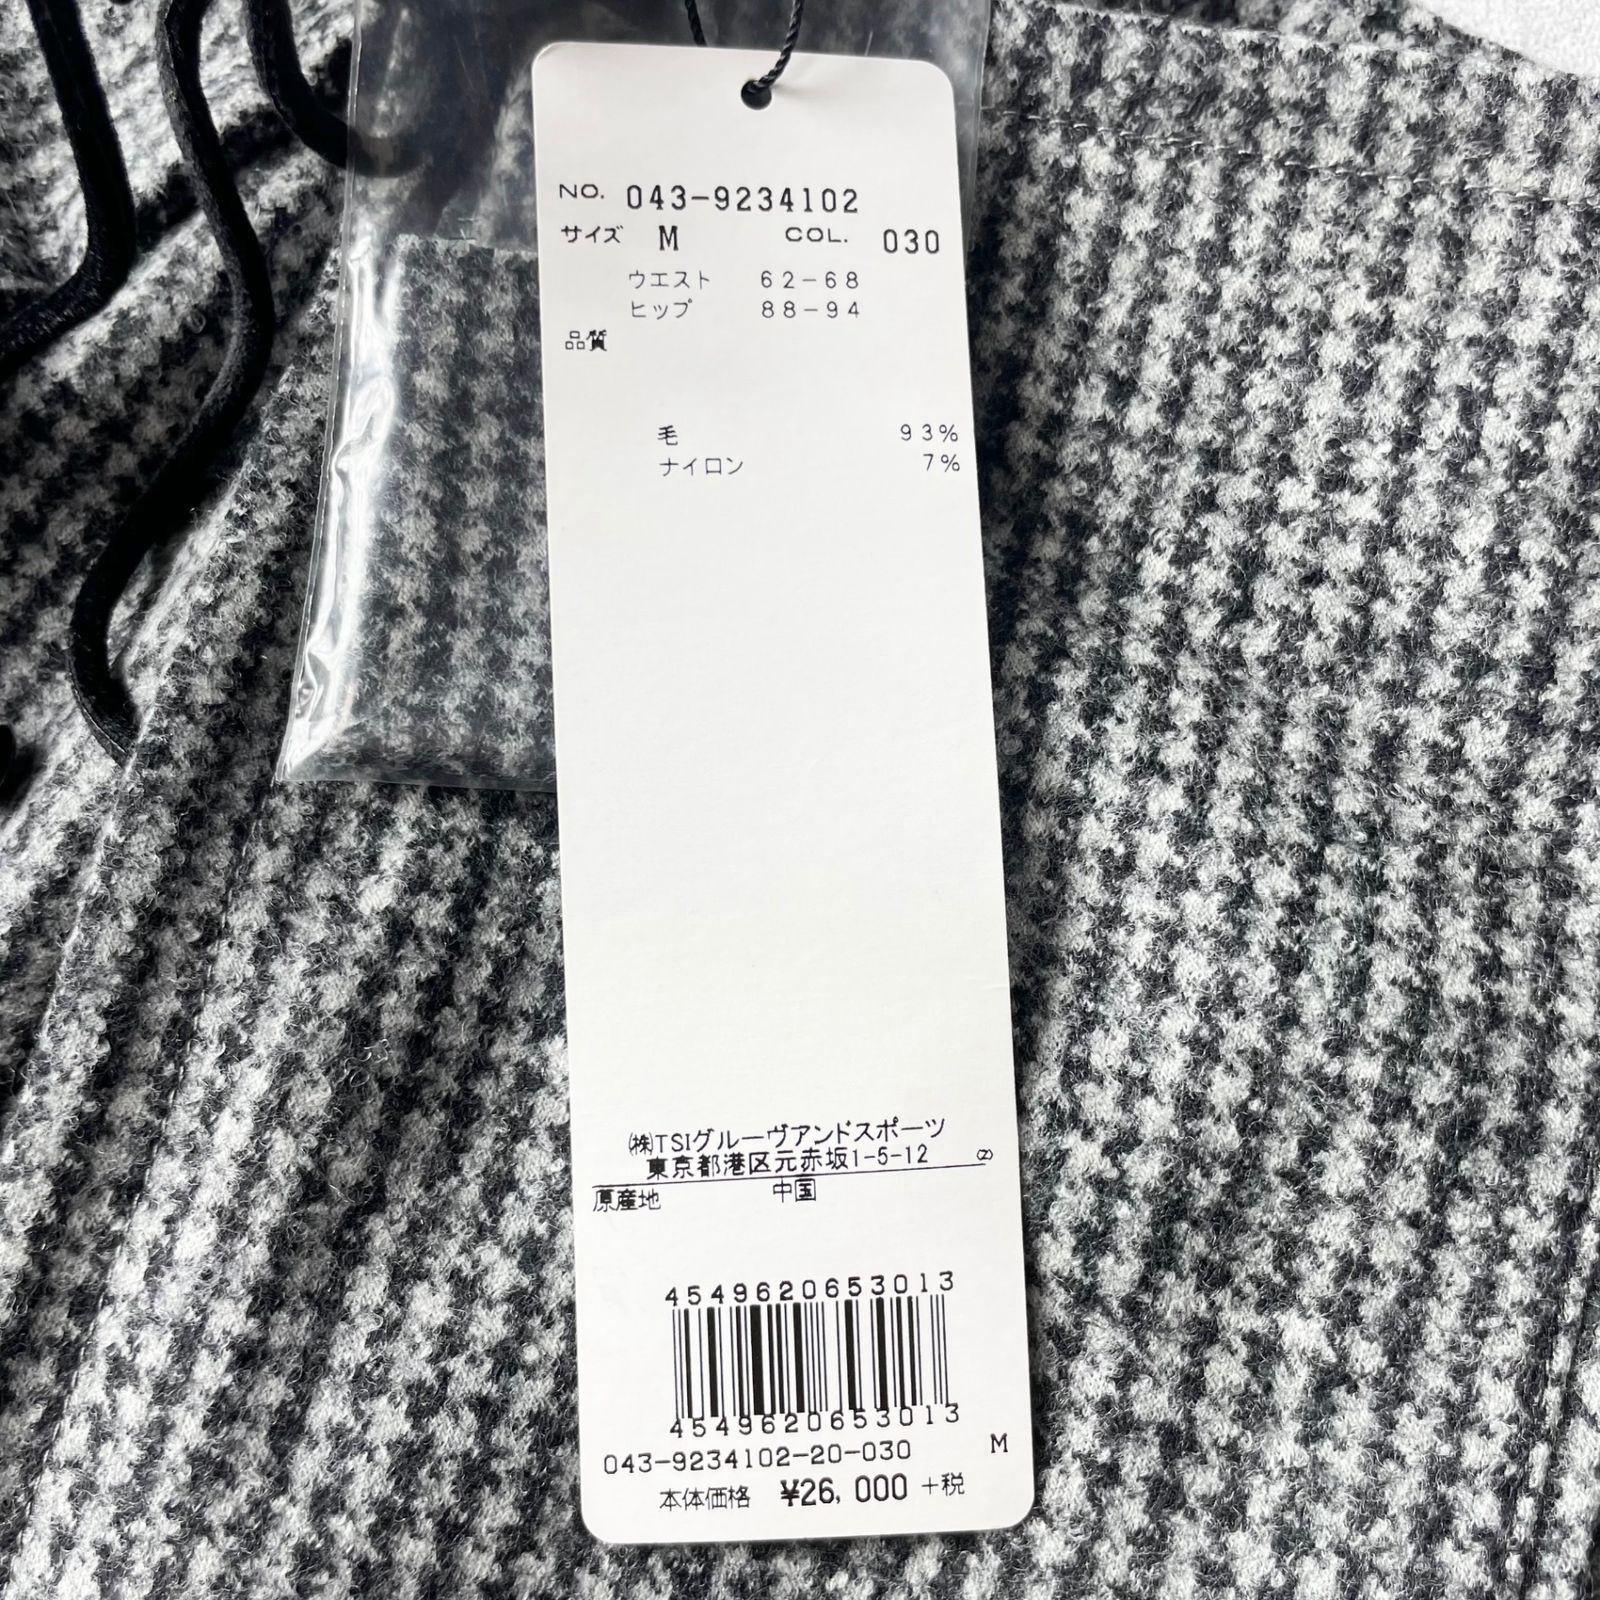 NO. 043-9234102
サイズ M COL. 030
ウエスト 62-68
ヒップ 88-94
品質
毛 93%
ナイロン 7%
㈱TSIグルーヴアンドスポーツ
東京都港区元赤坂1-5-12 (Z)
原産地 中国
4549620653013
4549620653013
043-9234102-20-030 M
本体価格 ¥26,000 +税